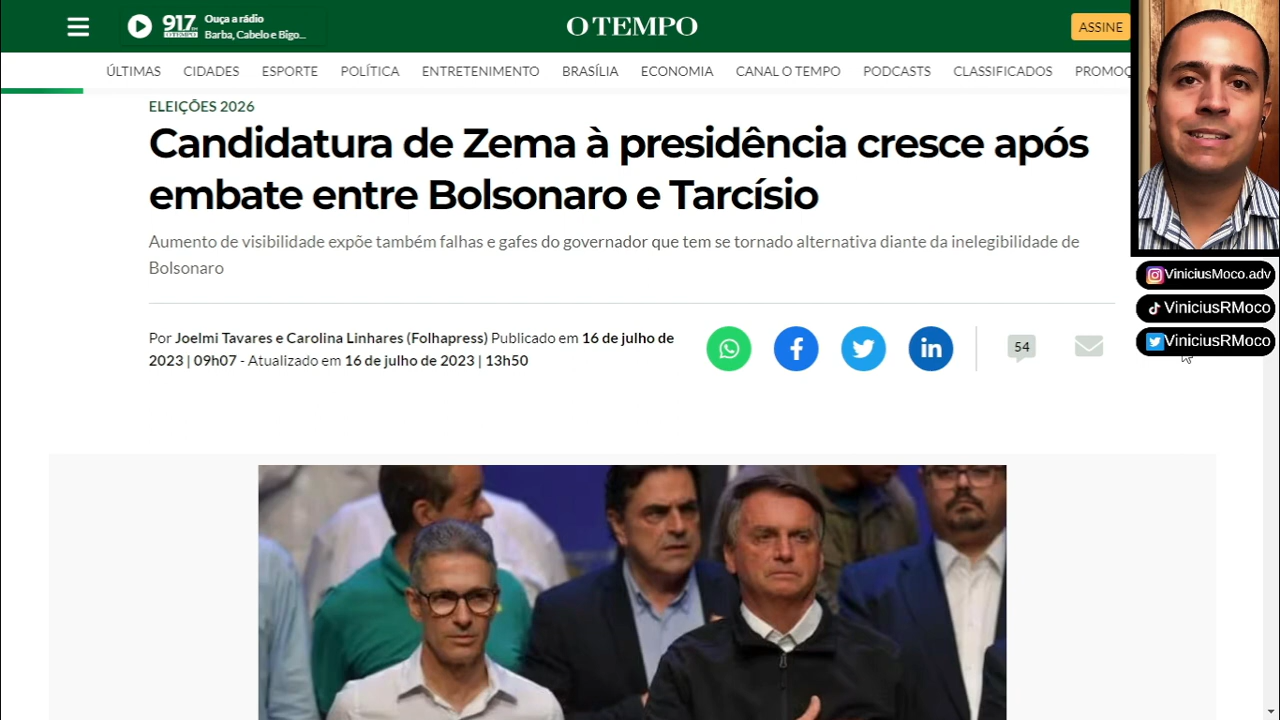 917
O TEMPO
Ouça a rádio
Barba, Cabelo e Bigo...
O TEMPO
ASSINE
ÚLTIMAS CIDADES ESPORTE POLÍTICA ENTRETENIMENTO BRASÍLIA ECONOMIA CANAL O TEMPO PODCASTS CLASSIFICADOS PROMOÇ
ELEIÇÕES 2026
Candidatura de Zema à presidência cresce após
embate entre Bolsonaro e Tarcísio
Aumento de visibilidade expõe também falhas e gafes do governador que tem se tornado alternativa diante da inelegibilidade de
Bolsonaro
Por Joelmi Tavares e Carolina Linhares (Folhapress) Publicado em 16 de julho de
2023 | 09h07 - Atualizado em 16 de julho de 2023 | 13h50
54
ViniciusMoco.adv
ViniciusRMoco
ViniciusRMoco